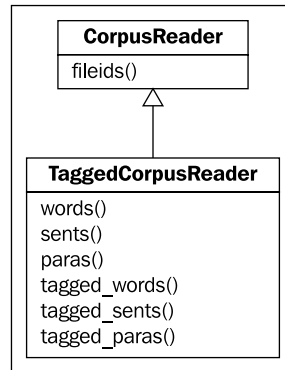 CorpusReader
fileids()
TaggedCorpusReader
words()
sents()
paras()
tagged_words()
tagged_sents()
tagged_paras()